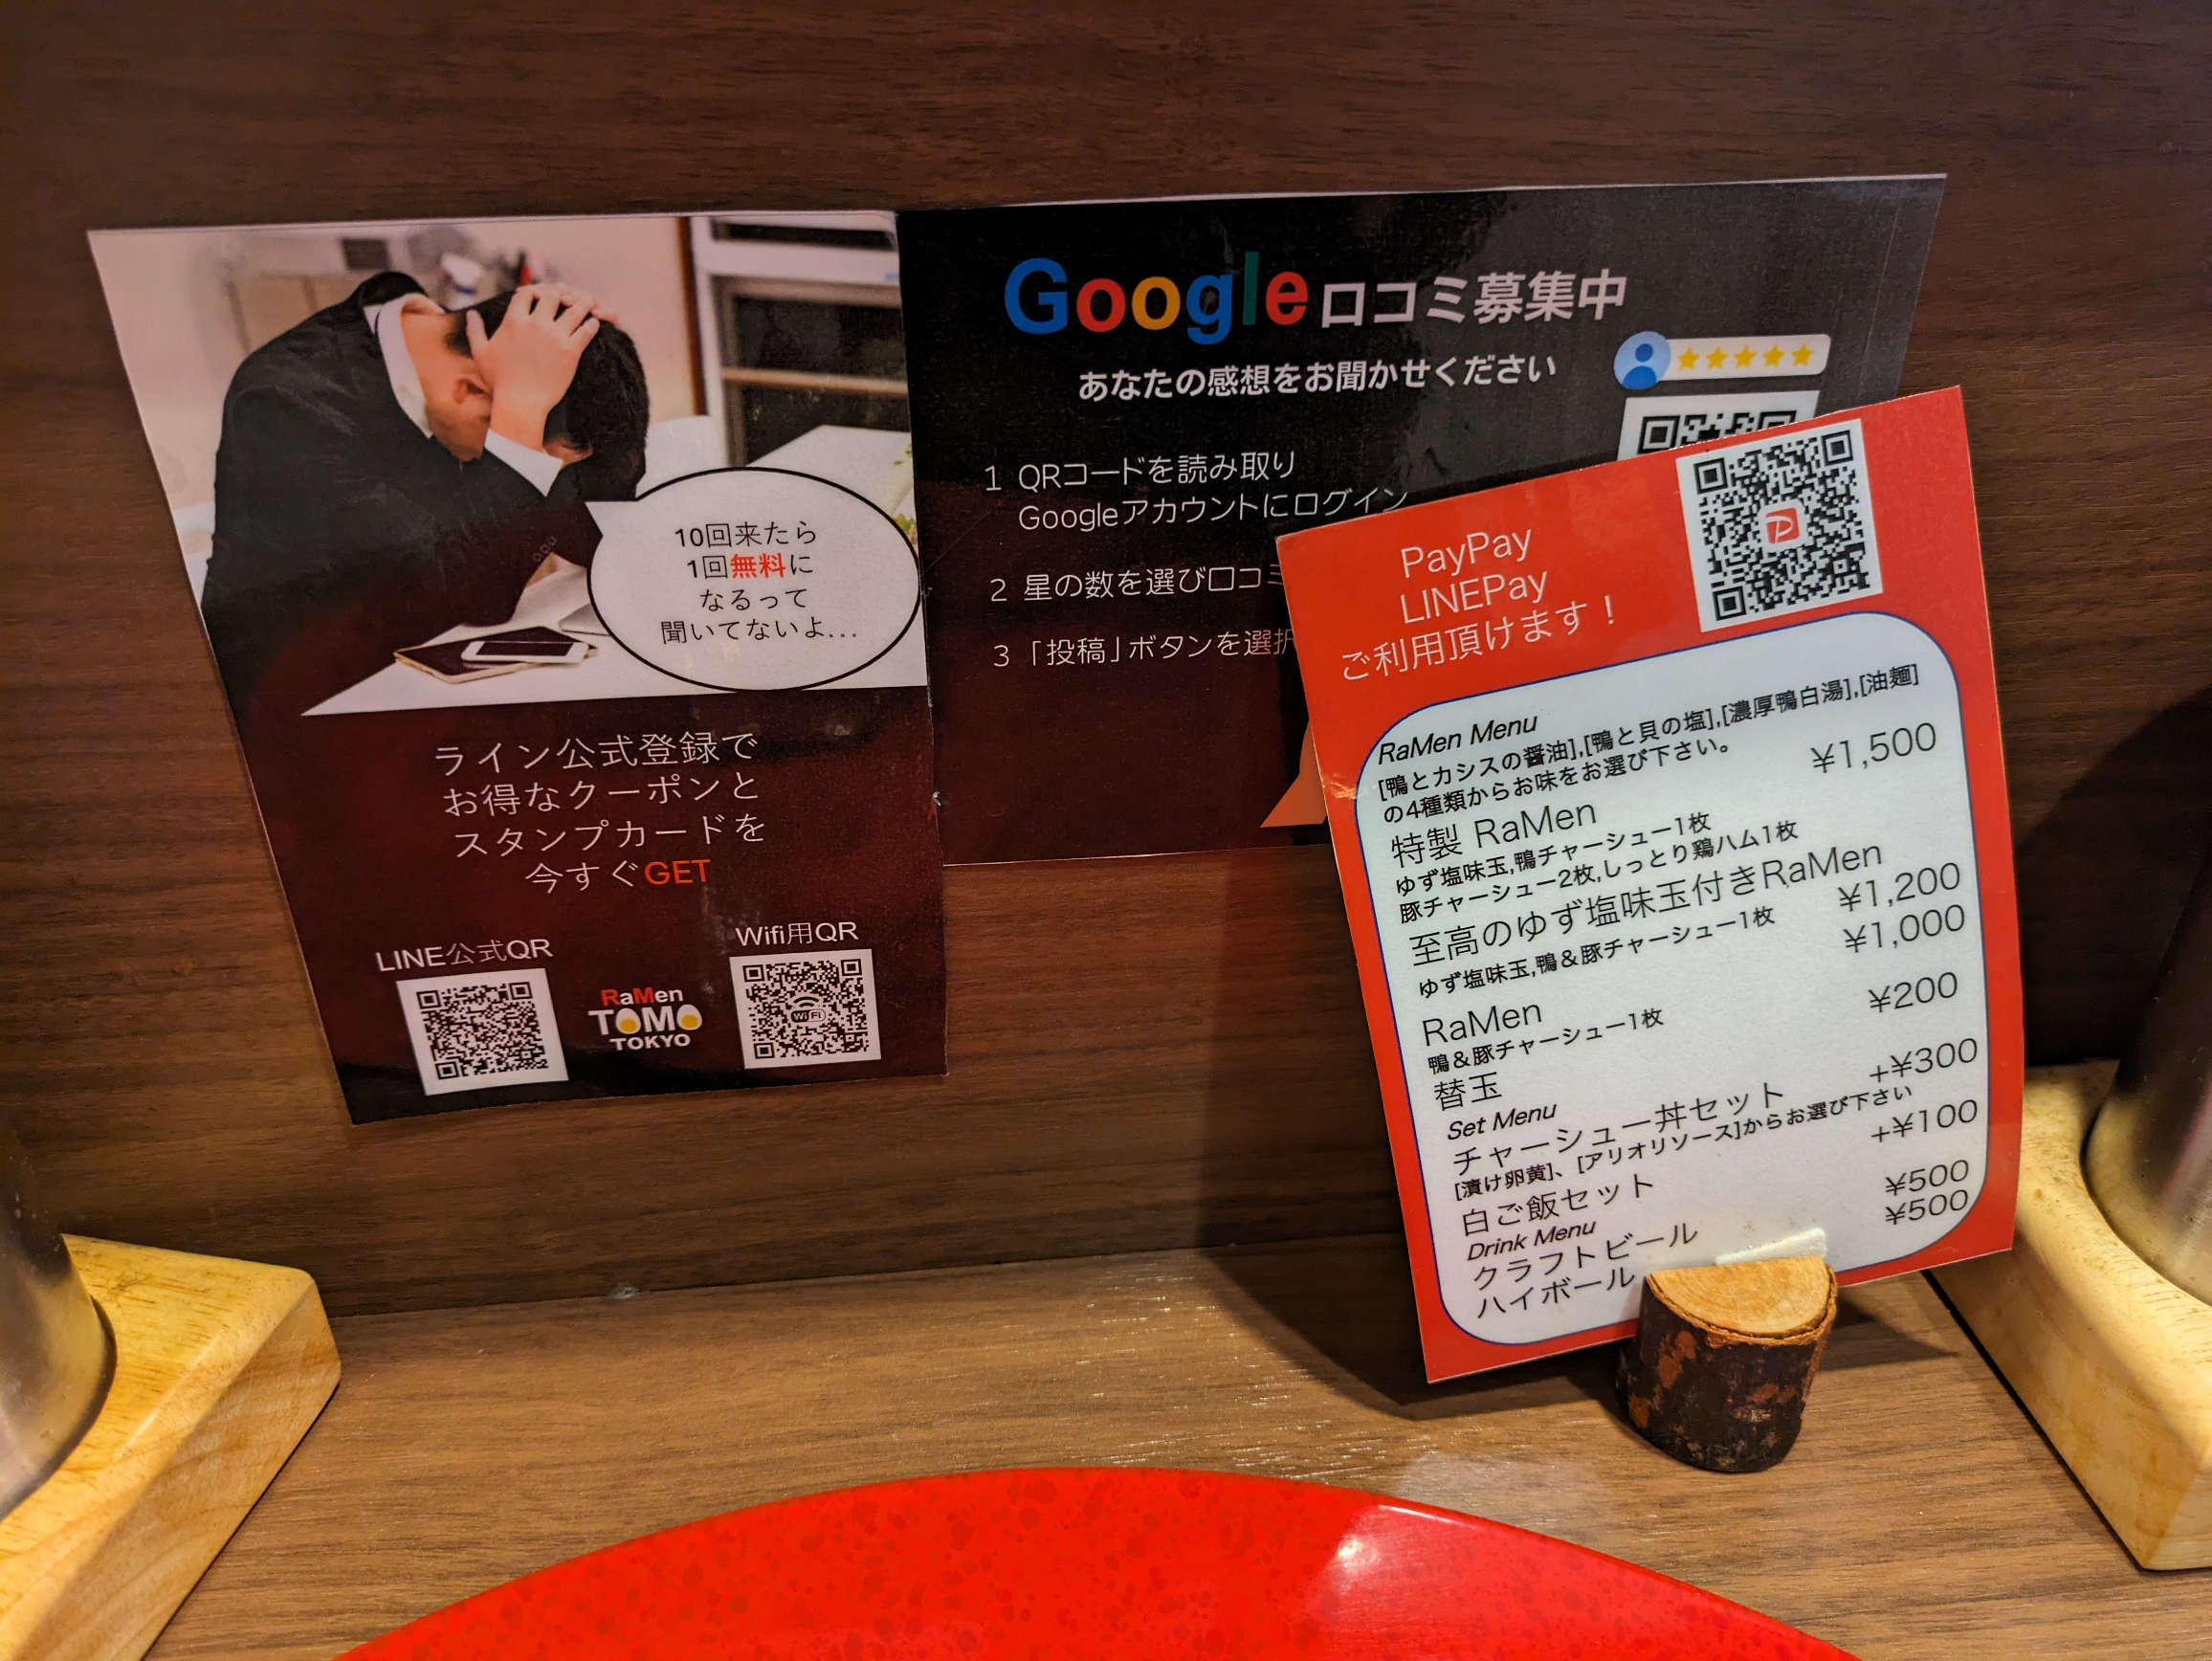 10回来たら
1回無料に
なるって
聞いてないよ...
ライン公式登録で
お得なクーポンと
スタンプカードを
今すぐGET
LINE公式QR
RaMen
TOMO
TOKYO
Wifi用QR
WiFi
Google口コミ募集中
あなたの感想をお聞かせください
1 QRコードを読み取り
Googleアカウントにログイン
2 星の数を選び口コミ
3 「投稿」ボタンを選択
PayPay
LINEPay
ご利用頂けます！
RaMen Menu
[鴨とカシスの醤油],[鴨と貝の塩],[濃厚鴨白湯],[油麺]
の4種類からお味をお選び下さい。
特製 RaMen ¥1,500
ゆず塩味玉,鴨チャーシュー1枚
豚チャーシュー2枚,しっとり鶏ハム1枚
至高のゆず塩味玉付きRaMen
¥1,200
ゆず塩味玉,鴨&豚チャーシュー1枚
RaMen ¥1,000
鴨&豚チャーシュー1枚
替玉 ¥200
Set Menu
チャーシュー丼セット +¥300
[漬け卵黄]、[アリオリソース]からお選び下さい
白ご飯セット +¥100
Drink Menu
クラフトビール ¥500
ハイボール ¥500